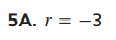 5A. r = −3